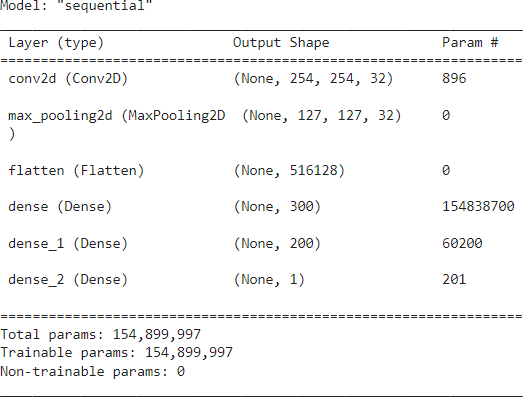 Model: "sequential"
_________________________________________________________________
Layer (type) Output Shape Param #
=================================================================
conv2d (Conv2D) (None, 254, 254, 32) 896
max_pooling2d (MaxPooling2D (None, 127, 127, 32) 0
)
flatten (Flatten) (None, 516128) 0
dense (Dense) (None, 300) 154838700
dense_1 (Dense) (None, 200) 60200
dense_2 (Dense) (None, 1) 201
=================================================================
Total params: 154,899,997
Trainable params: 154,899,997
Non-trainable params: 0
_________________________________________________________________